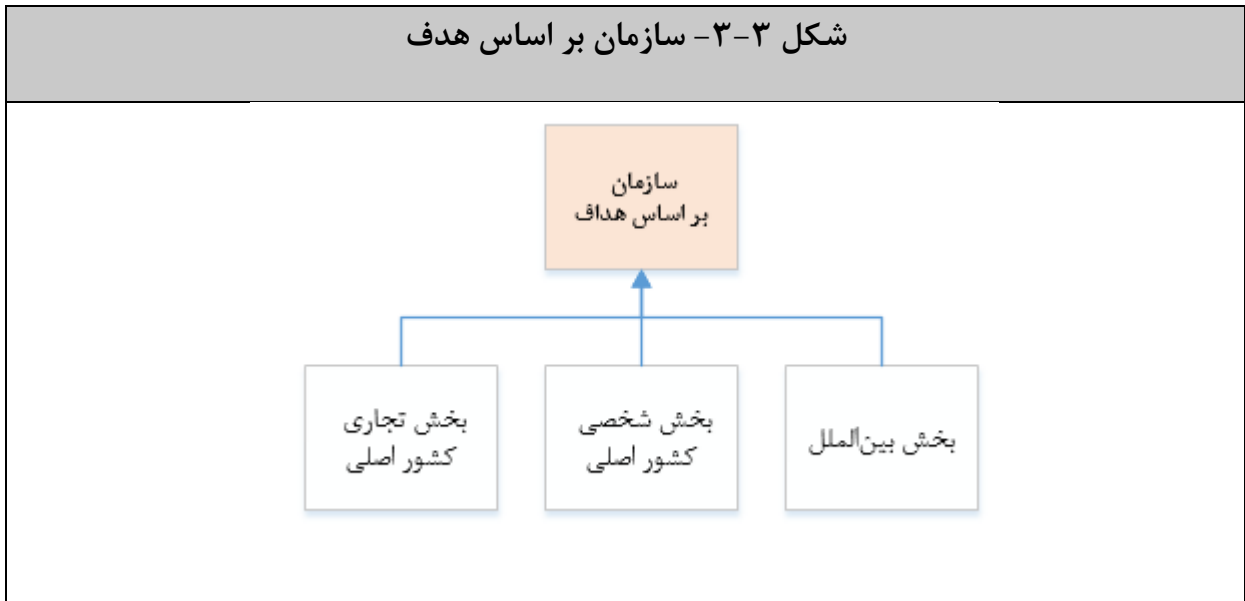 شکل ۳-۳- سازمان بر اساس هدف
سازمان
بر اساس هداف
بخش بین‌الملل
بخش شخصی
کشور اصلی
بخش تجاری
کشور اصلی